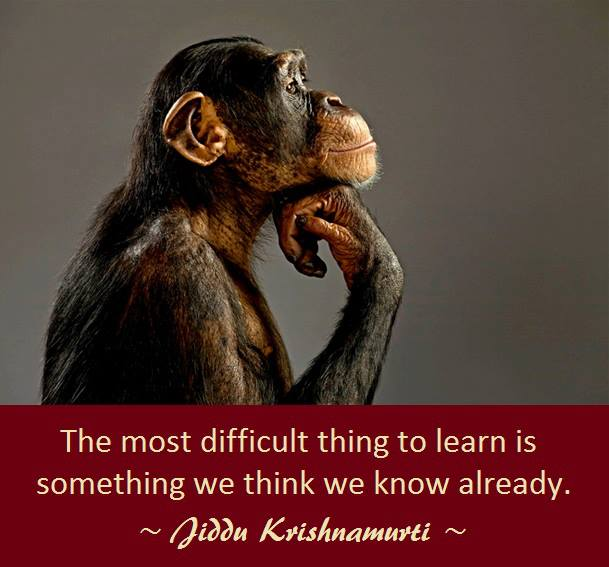 The most difficult thing to learn is
something we think we know already.
~ Jiddu Krishnamurti ~